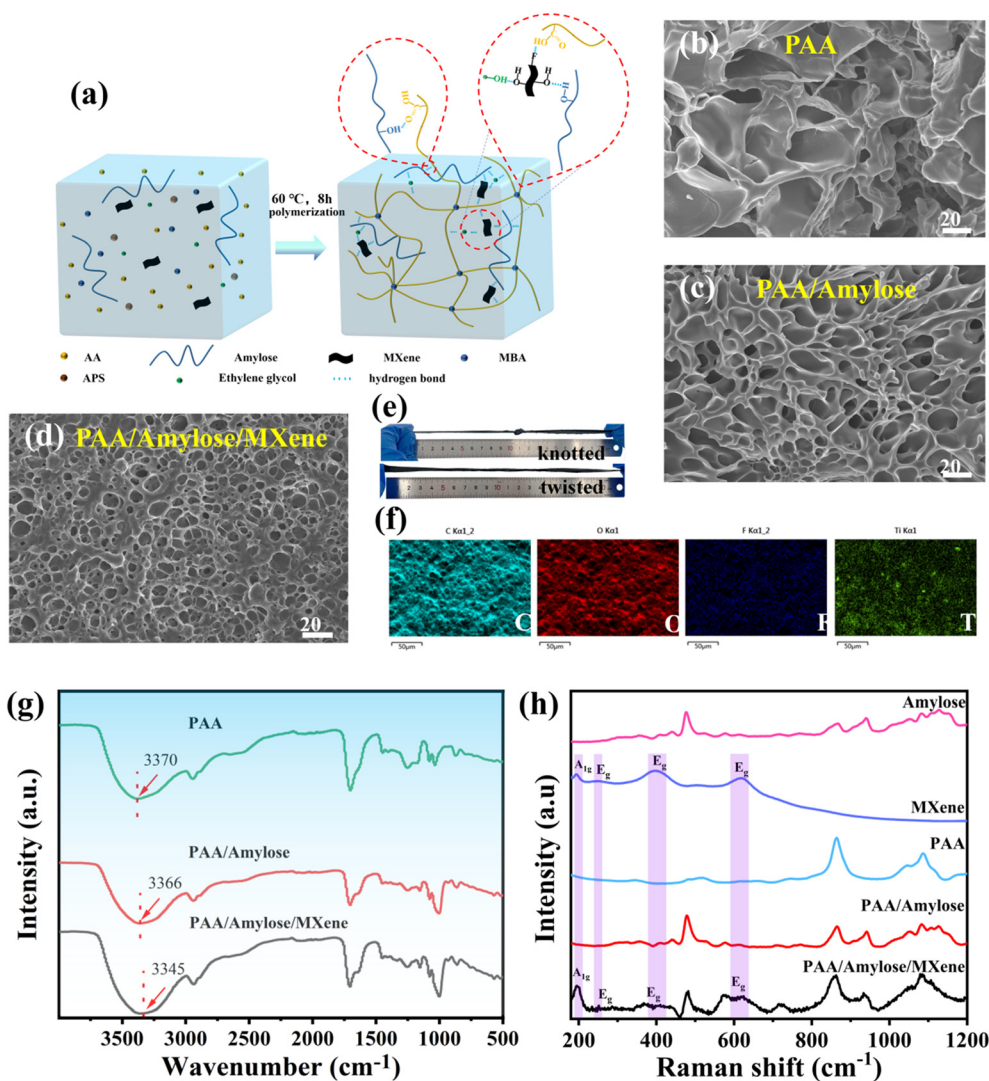 (a)
HO
O
C
OH
HO
C
O
F
H
H
OH
O
O
H
O
60 ℃，8h
polymerization
AA
Amylose
MXene
MBA
APS
Ethylene glycol
hydrogen bond
(b)
PAA
20
(c)
PAA/Amylose
20
(d)
PAA/Amylose/MXene
20
(e)
knotted
twisted
(f)
C Kα1_2
O Kα1
F Kα1_2
Ti Kα1
C
O
F
T
50μm
50μm
50μm
50μm
(g)
PAA
3370
PAA/Amylose
3366
PAA/Amylose/MXene
3345
Intensity (a.u.)
3500 3000 2500 2000 1500 1000 500
Wavenumber (cm-1)
(h)
Amylose
A1g
Eg
Eg
Eg
MXene
PAA
PAA/Amylose
PAA/Amylose/MXene
A1g
Eg
Eg
Eg
Intensity (a.u)
200 400 600 800 1000 1200
Raman shift (cm-1)